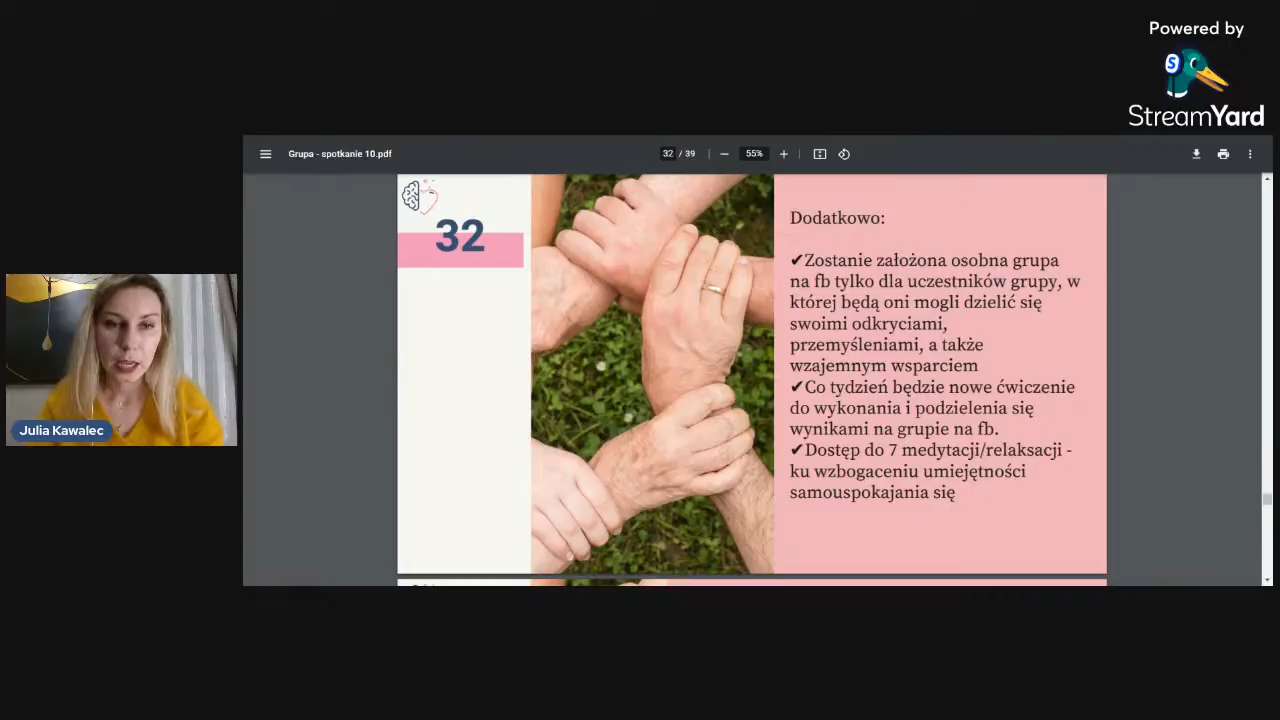 Powered by
StreamYard
Grupa - spotkanie 10.pdf
32 / 39
55%
32
Dodatkowo:
✔Zostanie założona osobna grupa
na fb tylko dla uczestników grupy, w
której będą oni mogli dzielić się
swoimi odkryciami,
przemyśleniami, a także
wzajemnym wsparciem
✔Co tydzień będzie nowe ćwiczenie
do wykonania i podzielenia się
wynikami na grupie na fb.
✔Dostęp do 7 medytacji/relaksacji -
ku wzbogaceniu umiejętności
samouspokajania się
Julia Kawalec